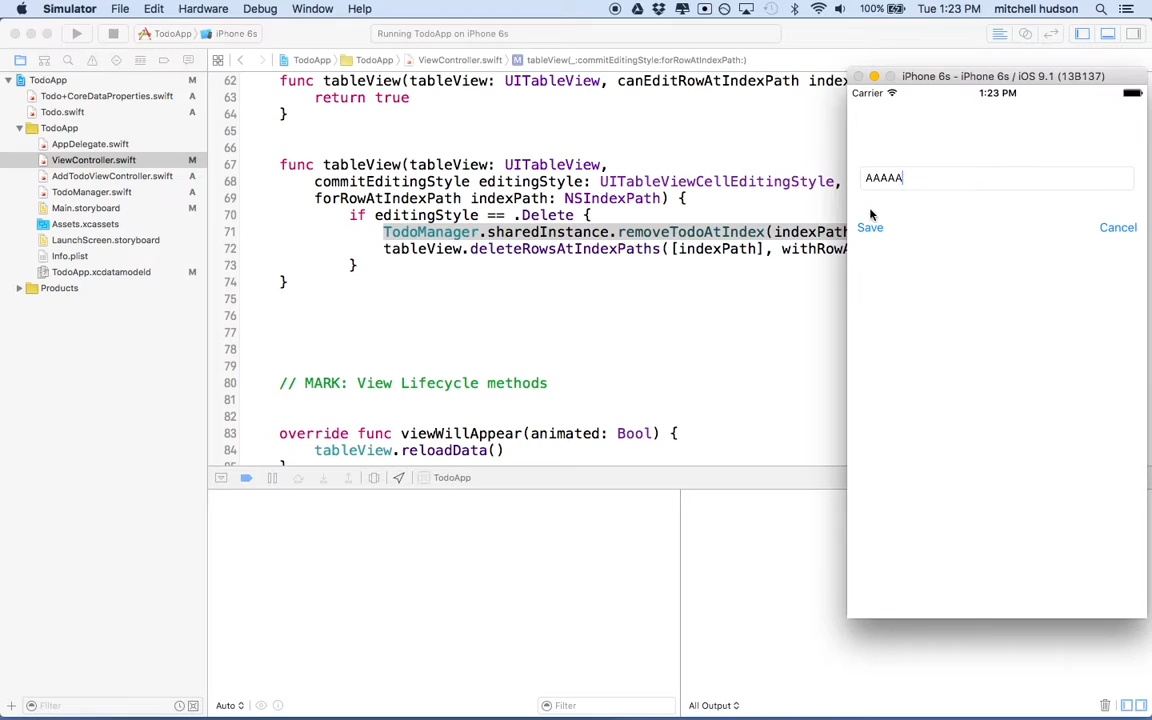 Simulator File Edit Hardware Debug Window Help 100% Tue 1:23 PM mitchell hudson
TodoApp iPhone 6s Running TodoApp on iPhone 6s
TodoApp TodoApp ViewController.swift tableView(_:commitEditingStyle:forRowAtIndexPath:)
TodoApp M
Todo+CoreDataProperties.swift A
Todo.swift A
TodoApp
AppDelegate.swift
ViewController.swift M
AddTodoViewController.swift A
TodoManager.swift A
Main.storyboard M
Assets.xcassets
LaunchScreen.storyboard
Info.plist
TodoApp.xcdatamodeld M
Products
62 func tableView(tableView: UITableView, canEditRowAtIndexPath index
63 return true
64 }
65
66
67 func tableView(tableView: UITableView,
68 commitEditingStyle editingStyle: UITableViewCellEditingStyle,
69 forRowAtIndexPath indexPath: NSIndexPath) {
70 if editingStyle == .Delete {
71 TodoManager.sharedInstance.removeTodoAtIndex(indexPath
72 tableView.deleteRowsAtIndexPaths([indexPath], withRowA
73 }
74 }
75
76
77
78
79
80 // MARK: View Lifecycle methods
81
82
83 override func viewWillAppear(animated: Bool) {
84 tableView.reloadData()
TodoApp
Auto Filter All Output
Filter
iPhone 6s - iPhone 6s / iOS 9.1 (13B137)
Carrier 1:23 PM
AAAAA
Save Cancel